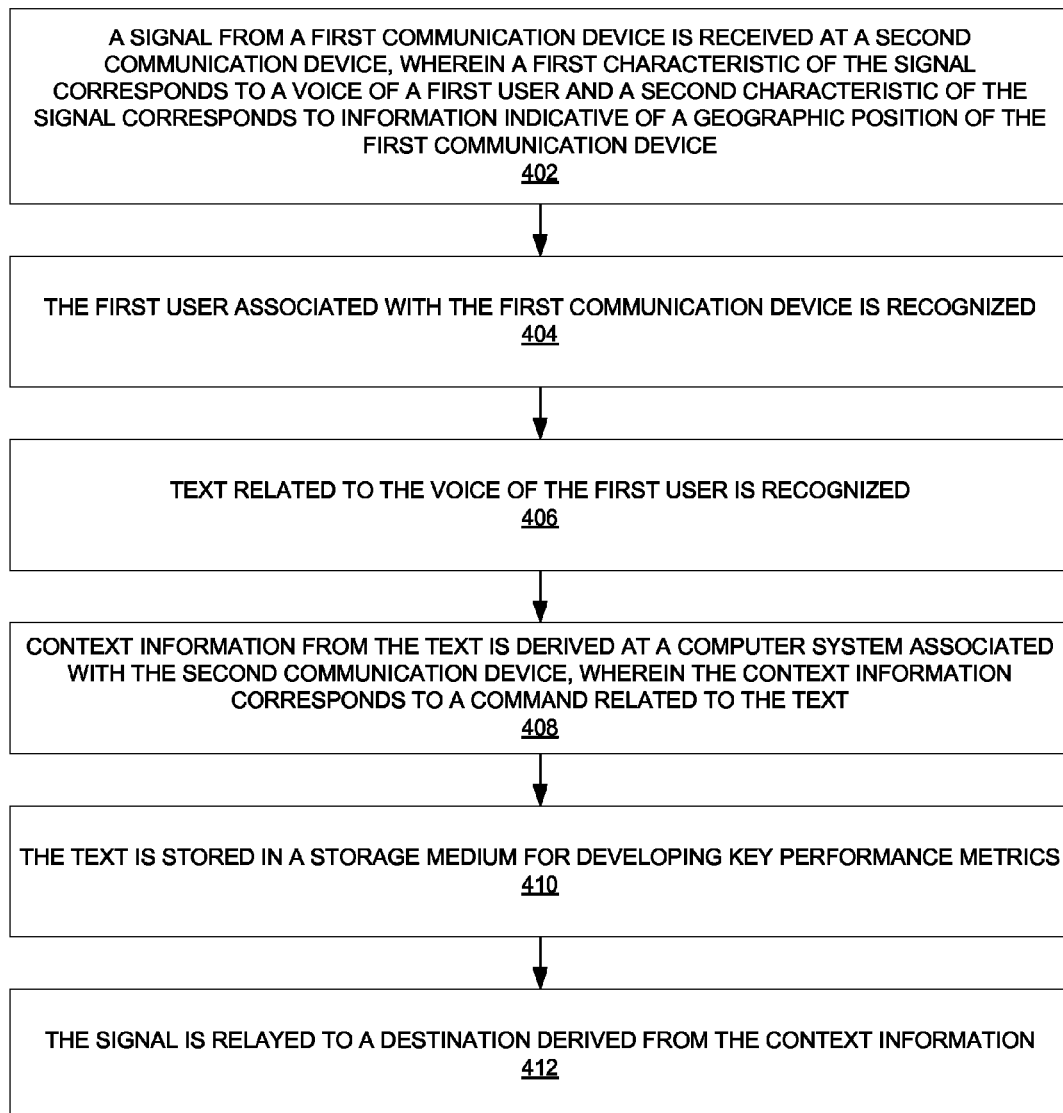 A SIGNAL FROM A FIRST COMMUNICATION DEVICE IS RECEIVED AT A SECOND
COMMUNICATION DEVICE, WHEREIN A FIRST CHARACTERISTIC OF THE SIGNAL
CORRESPONDS TO A VOICE OF A FIRST USER AND A SECOND CHARACTERISTIC OF THE
SIGNAL CORRESPONDS TO INFORMATION INDICATIVE OF A GEOGRAPHIC POSITION OF THE
FIRST COMMUNICATION DEVICE
402
THE FIRST USER ASSOCIATED WITH THE FIRST COMMUNICATION DEVICE IS RECOGNIZED
404
TEXT RELATED TO THE VOICE OF THE FIRST USER IS RECOGNIZED
406
CONTEXT INFORMATION FROM THE TEXT IS DERIVED AT A COMPUTER SYSTEM ASSOCIATED
WITH THE SECOND COMMUNICATION DEVICE, WHEREIN THE CONTEXT INFORMATION
CORRESPONDS TO A COMMAND RELATED TO THE TEXT
408
THE TEXT IS STORED IN A STORAGE MEDIUM FOR DEVELOPING KEY PERFORMANCE METRICS
410
THE SIGNAL IS RELAYED TO A DESTINATION DERIVED FROM THE CONTEXT INFORMATION
412